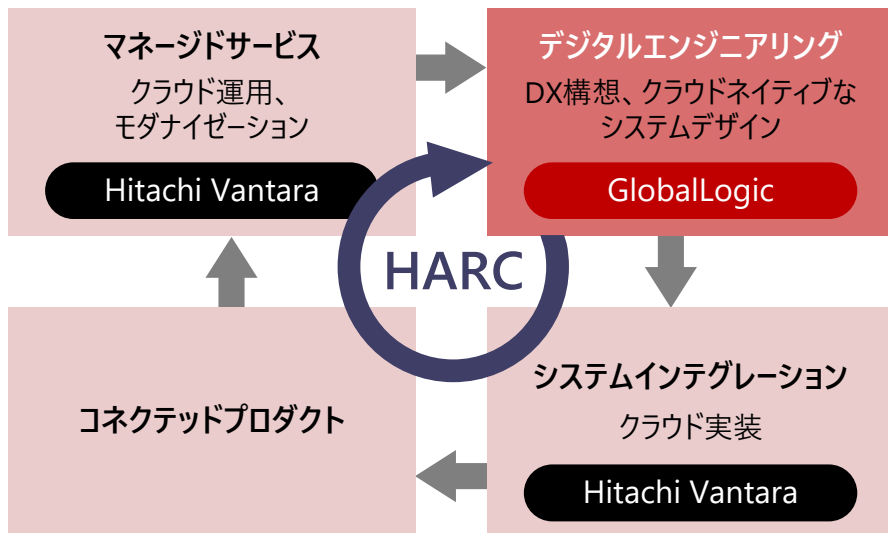 マネージドサービス
クラウド運用、
モダナイゼーション
Hitachi Vantara
デジタルエンジニアリング
DX構想、クラウドネイティブな
システムデザイン
GlobalLogic
HARC
コネクテッドプロダクト
システムインテグレーション
クラウド実装
Hitachi Vantara